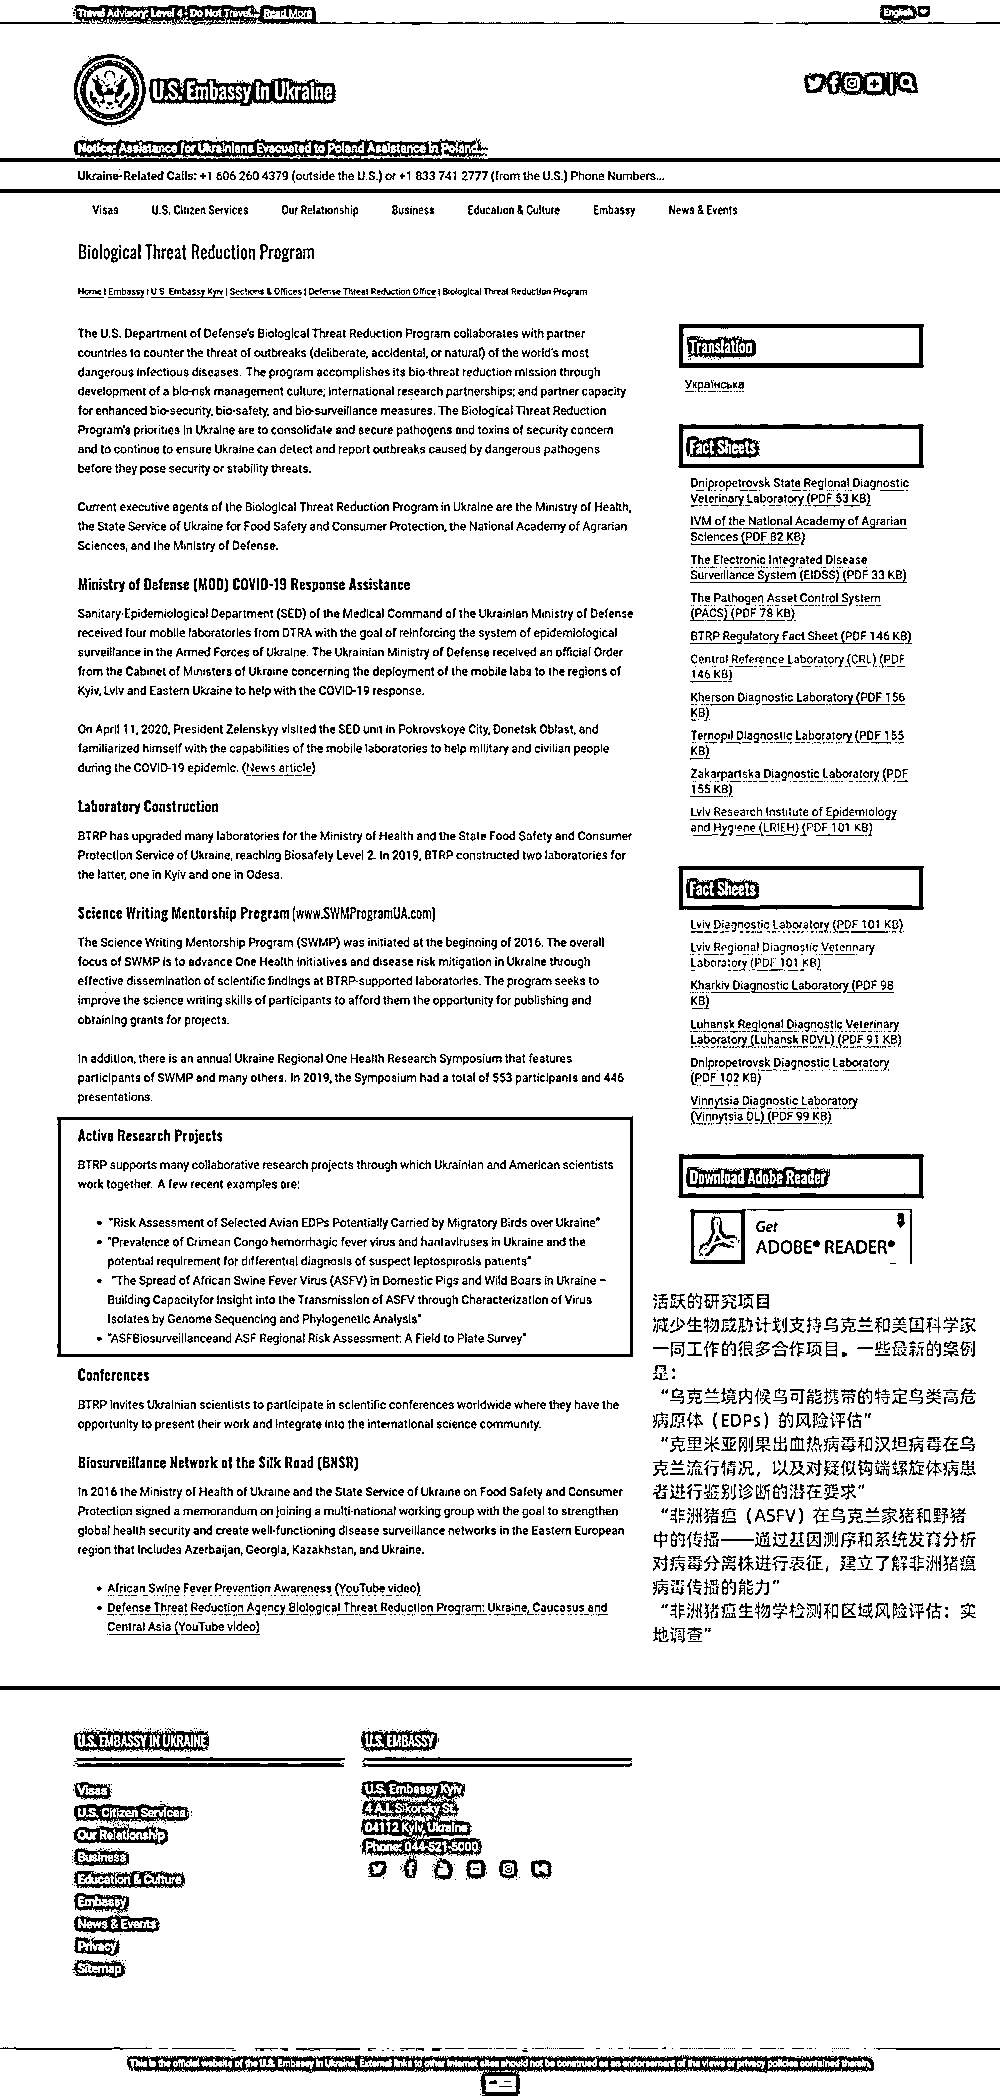 Travel Advisory: Level 4 - Do Not Travel... Read More
English
U.S. Embassy in Ukraine
Notice: Assistance for Ukrainians Evacuated to Poland Assistance in Poland...
Ukraine-Related Calls: +1 606 260 4379 (outside the U.S.) or +1 833 741 2777 (from the U.S.) Phone Numbers...
Visas U.S. Citizen Services Our Relationship Business Education & Culture Embassy News & Events
Biological Threat Reduction Program
Home | Embassy | U.S. Embassy Kyiv | Sections & Offices | Defense Threat Reduction Office | Biological Threat Reduction Program
The U.S. Department of Defense's Biological Threat Reduction Program collaborates with partner
countries to counter the threat of outbreaks (deliberate, accidental, or natural) of the world's most
dangerous infectious diseases. The program accomplishes its bio-threat reduction mission through
development of a bio-risk management culture; international research partnerships; and partner capacity
for enhanced bio-security, bio-safety, and bio-surveillance measures. The Biological Threat Reduction
Program's priorities in Ukraine are to consolidate and secure pathogens and toxins of security concern
and to continue to ensure Ukraine can detect and report outbreaks caused by dangerous pathogens
before they pose security or stability threats.
Current executive agents of the Biological Threat Reduction Program in Ukraine are the Ministry of Health,
the State Service of Ukraine for Food Safety and Consumer Protection, the National Academy of Agrarian
Sciences, and the Ministry of Defense.
Ministry of Defense (MOD) COVID-19 Response Assistance
Sanitary-Epidemiological Department (SED) of the Medical Command of the Ukrainian Ministry of Defense
received four mobile laboratories from DTRA with the goal of reinforcing the system of epidemiological
surveillance in the Armed Forces of Ukraine. The Ukrainian Ministry of Defense received an official Order
from the Cabinet of Ministers of Ukraine concerning the deployment of the mobile labs to the regions of
Kyiv, Lviv and Eastern Ukraine to help with the COVID-19 response.
On April 11, 2020, President Zelenskyy visited the SED unit in Pokrovskoye City, Donetsk Oblast, and
familiarized himself with the capabilities of the mobile laboratories to help military and civilian people
during the COVID-19 epidemic. (News article)
Laboratory Construction
BTRP has upgraded many laboratories for the Ministry of Health and the State Food Safety and Consumer
Protection Service of Ukraine, reaching Biosafety Level 2. In 2019, BTRP constructed two laboratories for
the latter, one in Kyiv and one in Odesa.
Science Writing Mentorship Program (www.SWMProgramUA.com)
The Science Writing Mentorship Program (SWMP) was initiated at the beginning of 2016. The overall
focus of SWMP is to advance One Health initiatives and disease risk mitigation in Ukraine through
effective dissemination of scientific findings at BTRP-supported laboratories. The program seeks to
improve the science writing skills of participants to afford them the opportunity for publishing and
obtaining grants for projects.
In addition, there is an annual Ukraine Regional One Health Research Symposium that features
participants of SWMP and many others. In 2019, the Symposium had a total of 553 participants and 446
presentations.
Active Research Projects
BTRP supports many collaborative research projects through which Ukrainian and American scientists
work together. A few recent examples are:
• "Risk Assessment of Selected Avian EDPs Potentially Carried by Migratory Birds over Ukraine"
• "Prevalence of Crimean Congo hemorrhagic fever virus and hantaviruses in Ukraine and the
potential requirement for differential diagnosis of suspect leptospirosis patients"
• "The Spread of African Swine Fever Virus (ASFV) in Domestic Pigs and Wild Boars in Ukraine –
Building Capacityfor Insight into the Transmission of ASFV through Characterization of Virus
Isolates by Genome Sequencing and Phylogenetic Analysis"
• "ASFBiosurveillanceand ASF Regional Risk Assessment: A Field to Plate Survey"
Conferences
BTRP invites Ukrainian scientists to participate in scientific conferences worldwide where they have the
opportunity to present their work and integrate into the international science community.
Biosurveillance Network of the Silk Road (BNSR)
In 2016 the Ministry of Health of Ukraine and the State Service of Ukraine on Food Safety and Consumer
Protection signed a memorandum on joining a multi-national working group with the goal to strengthen
global health security and create well-functioning disease surveillance networks in the Eastern European
region that includes Azerbaijan, Georgia, Kazakhstan, and Ukraine.
• African Swine Fever Prevention Awareness (YouTube video)
• Defense Threat Reduction Agency Biological Threat Reduction Program: Ukraine, Caucasus and
Central Asia (YouTube video)
Translation
Українська
Fact Sheets
Dnipropetrovsk State Regional Diagnostic
Veterinary Laboratory (PDF 53 KB)
IVM of the National Academy of Agrarian
Sciences (PDF 82 KB)
The Electronic Integrated Disease
Surveillance System (EIDSS) (PDF 33 KB)
The Pathogen Asset Control System
(PACS) (PDF 78 KB)
BTRP Regulatory Fact Sheet (PDF 146 KB)
Central Reference Laboratory (CRL) (PDF
146 KB)
Kherson Diagnostic Laboratory (PDF 156
KB)
Ternopil Diagnostic Laboratory (PDF 155
KB)
Zakarpartska Diagnostic Laboratory (PDF
155 KB)
Lviv Research Institute of Epidemiology
and Hygiene (LRIEH) (PDF 101 KB)
Fact Sheets
Lviv Diagnostic Laboratory (PDF 101 KB)
Lviv Regional Diagnostic Veterinary
Laboratory (PDF 101 KB)
Kharkiv Diagnostic Laboratory (PDF 98
KB)
Luhansk Regional Diagnostic Veterinary
Laboratory (Luhansk RDVL) (PDF 91 KB)
Dnipropetrovsk Diagnostic Laboratory
(PDF 102 KB)
Vinnytsia Diagnostic Laboratory
(Vinnytsia DL) (PDF 99 KB)
Download Adobe Reader
Get
ADOBE® READER®
活跃的研究项目
减少生物威胁计划支持乌克兰和美国科学家
一同工作的很多合作项目。一些最新的案例
是：
“乌克兰境内候鸟可能携带的特定鸟类高危
病原体（EDPs）的风险评估”
“克里米亚刚果出血热病毒和汉坦病毒在乌
克兰流行情况，以及对疑似钩端螺旋体病患
者进行鉴别诊断的潜在要求”
“非洲猪瘟（ASFV）在乌克兰家猪和野猪
中的传播——通过基因测序和系统发育分析
对病毒分离株进行表征，建立了解非洲猪瘟
病毒传播的能力”
“非洲猪瘟生物学检测和区域风险评估：实
地调查”
U.S. EMBASSY IN UKRAINE
Visas
U.S. Citizen Services
Our Relationship
Business
Education & Culture
Embassy
News & Events
Privacy
Sitemap
U.S. EMBASSY
U.S. Embassy Kyiv
4 A.I. Sikorsky St.
04112 Kyiv, Ukraine
Phone: 044-521-5000
This is the official website of the U.S. Embassy in Ukraine. External links to other Internet sites should not be construed as an endorsement of the views or privacy policies contained therein.